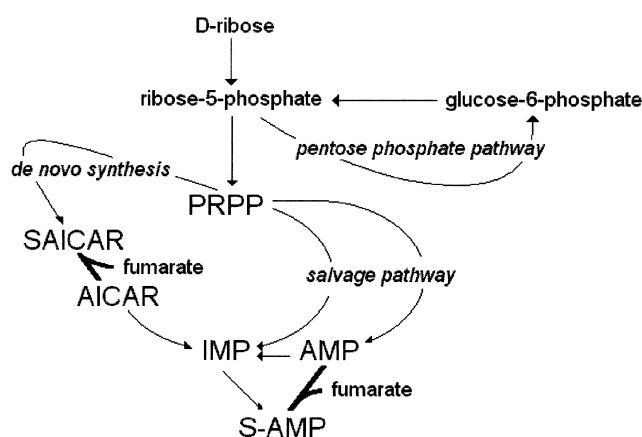 D-ribose
ribose-5-phosphate glucose-6-phosphate
pentose phosphate pathway
de novo synthesis
PRPP
SAICAR
fumarate
salvage pathway
AICAR
IMP AMP
fumarate
S-AMP